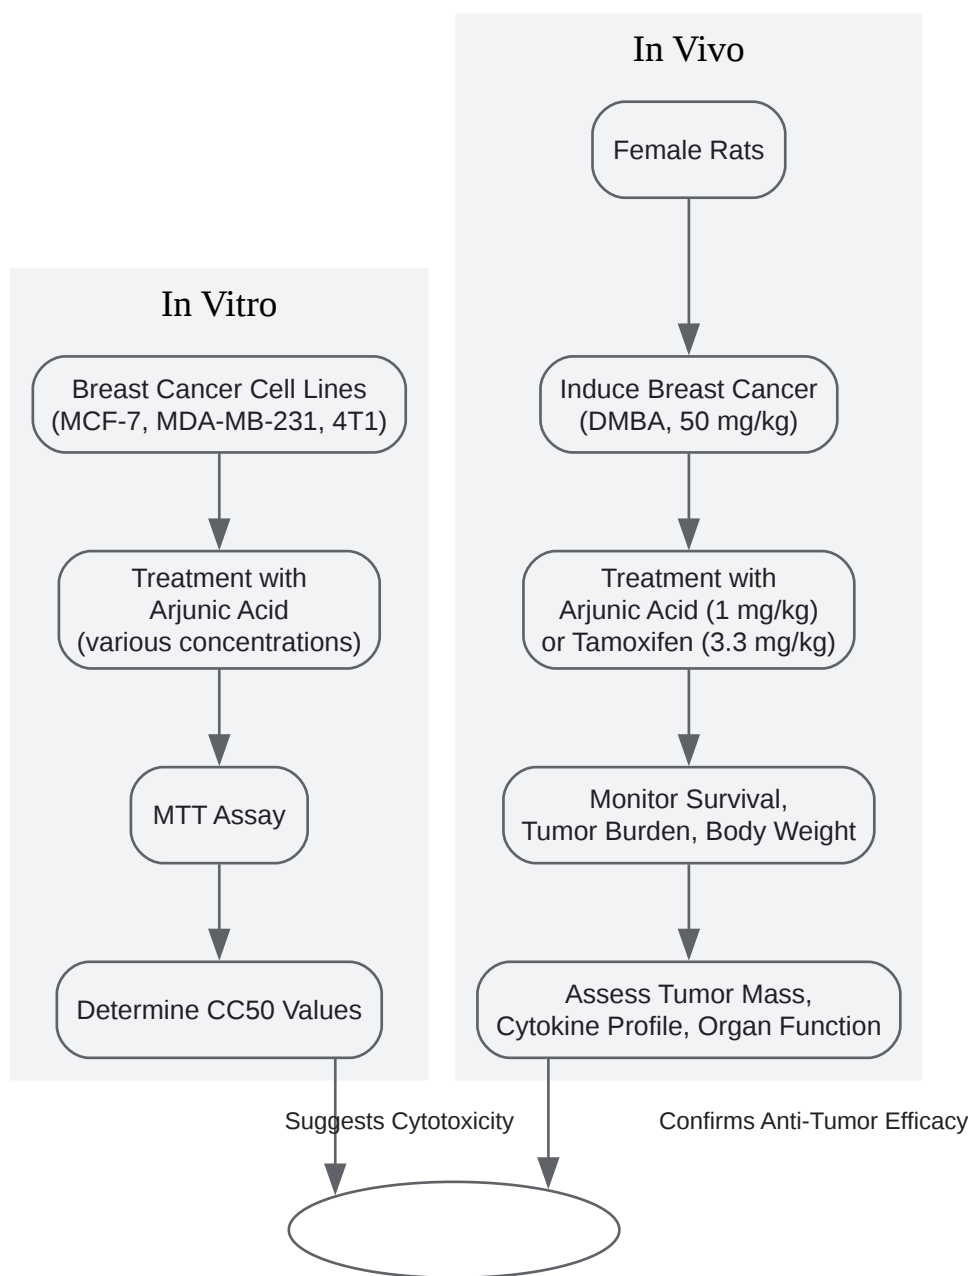 In Vitro
Breast Cancer Cell Lines
(MCF-7, MDA-MB-231, 4T1)
Treatment with
Arjunic Acid
(various concentrations)
MTT Assay
Determine CC50 Values
Suggests Cytotoxicity
In Vivo
Female Rats
Induce Breast Cancer
(DMBA, 50 mg/kg)
Treatment with
Arjunic Acid (1 mg/kg)
or Tamoxifen (3.3 mg/kg)
Monitor Survival,
Tumor Burden, Body Weight
Assess Tumor Mass,
Cytokine Profile, Organ Function
Confirms Anti-Tumor Efficacy